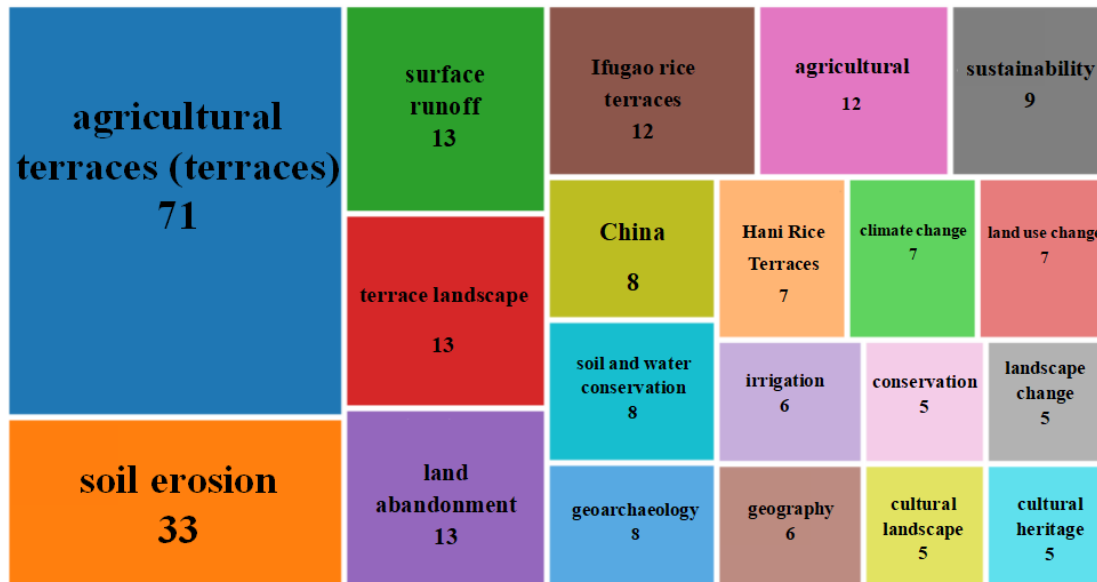 agricultural
terraces (terraces)
71
soil erosion
33
surface
runoff
13
terrace landscape
13
land
abandonment
13
Ifugao rice
terraces
12
agricultural
12
sustainability
9
China
8
Hani Rice
Terraces
7
climate change
7
land use change
7
soil and water
conservation
8
irrigation
6
conservation
5
landscape
change
5
geoarchaeology
8
geography
6
cultural
landscape
5
cultural
heritage
5